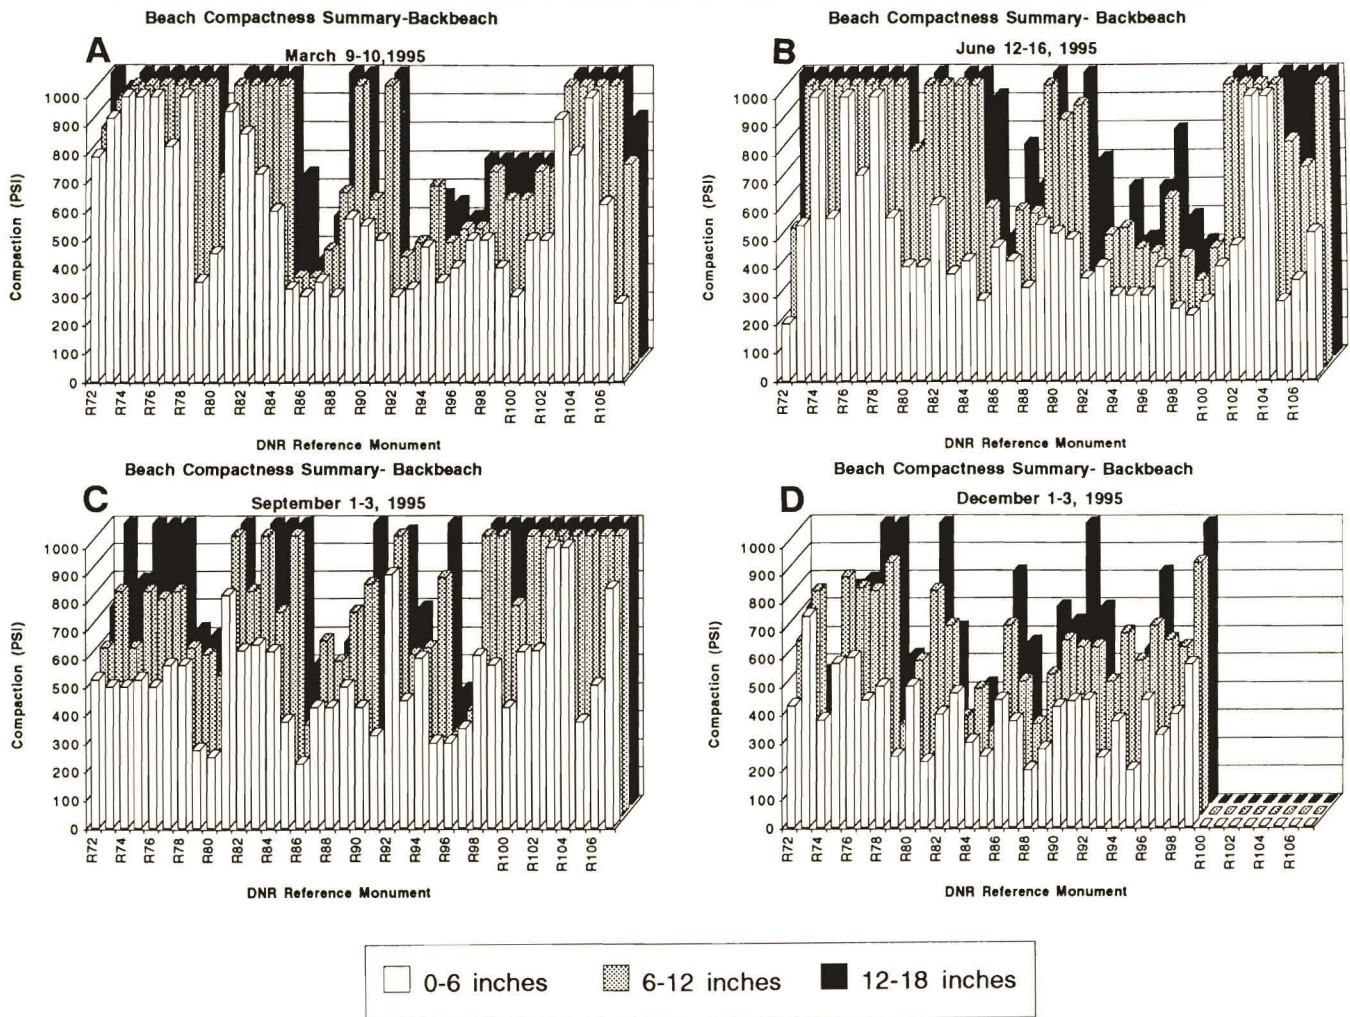 Beach Compactness Summary-Backbeach
A
March 9-10,1995
Compaction (PSI)
1000
900
800
700
600
500
400
300
200
100
0
R72
R74
R76
R78
R80
R82
R84
R86
R88
R90
R92
R94
R96
R98
R100
R102
R104
R106
DNR Reference Monument
Beach Compactness Summary- Backbeach
B
June 12-16, 1995
Compaction (PSI)
1000
900
800
700
600
500
400
300
200
100
0
R72
R74
R76
R78
R80
R82
R84
R86
R88
R90
R92
R94
R96
R98
R100
R102
R104
R106
DNR Reference Monument
Beach Compactness Summary- Backbeach
C
September 1-3, 1995
Compaction (PSI)
1000
900
800
700
600
500
400
300
200
100
0
R72
R74
R76
R78
R80
R82
R84
R86
R88
R90
R92
R94
R96
R98
R100
R102
R104
R106
DNR Reference Monument
Beach Compactness Summary- Backbeach
D
December 1-3, 1995
Compaction (PSI)
1000
900
800
700
600
500
400
300
200
100
0
R72
R74
R76
R78
R80
R82
R84
R86
R88
R90
R92
R94
R96
R98
R100
R102
R104
R106
DNR Reference Monument
0-6 inches
6-12 inches
12-18 inches